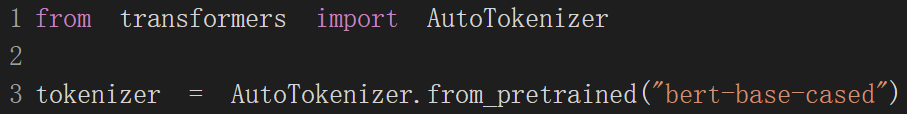 1 from transformers import AutoTokenizer
2
3 tokenizer = AutoTokenizer.from_pretrained("bert-base-cased")